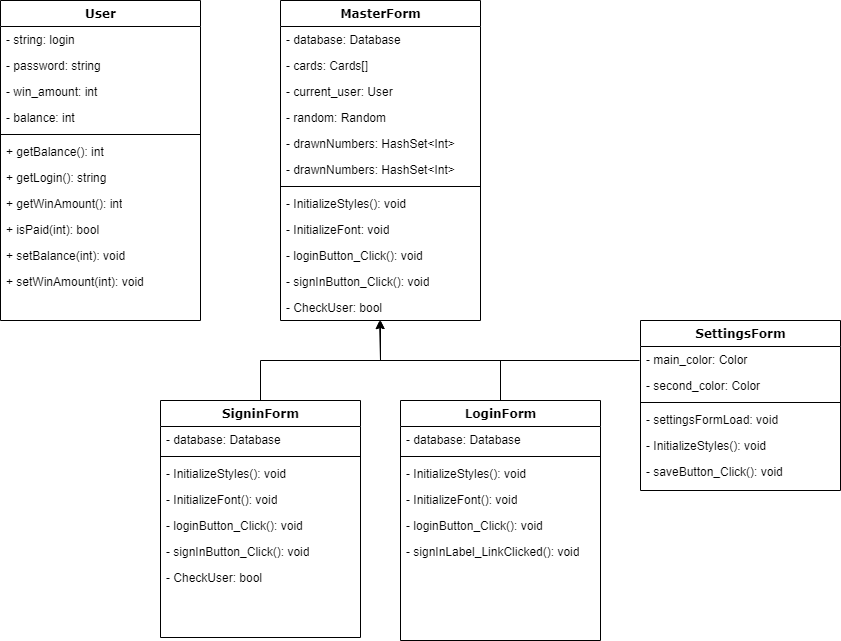 User
- string: login
- password: string
- win_amount: int
- balance: int
+ getBalance(): int
+ getLogin(): string
+ getWinAmount(): int
+ isPaid(int): bool
+ setBalance(int): void
+ setWinAmount(int): void
MasterForm
- database: Database
- cards: Cards[]
- current_user: User
- random: Random
- drawnNumbers: HashSet<Int>
- drawnNumbers: HashSet<Int>
- InitializeStyles(): void
- InitializeFont: void
- loginButton_Click(): void
- signInButton_Click(): void
- CheckUser: bool
SigninForm
- database: Database
- InitializeStyles(): void
- InitializeFont(): void
- loginButton_Click(): void
- signInButton_Click(): void
- CheckUser: bool
LoginForm
- database: Database
- InitializeStyles(): void
- InitializeFont(): void
- loginButton_Click(): void
- signInLabel_LinkClicked(): void
SettingsForm
- main_color: Color
- second_color: Color
- settingsFormLoad: void
- InitializeStyles(): void
- saveButton_Click(): void